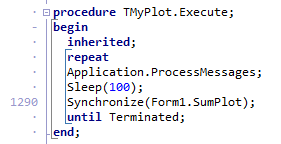 procedure TMyPlot.Execute;
begin
inherited;
repeat
Application.ProcessMessages;
Sleep(100);
1290 Synchronize(Form1.SumPlot);
until Terminated;
end;